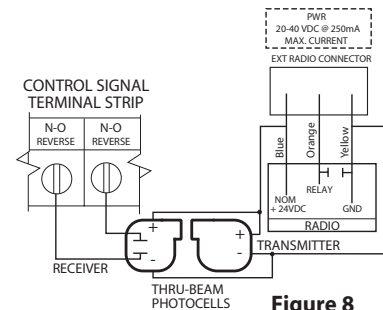 PWR
20-40 VDC @ 250mA
MAX. CURRENT
EXT RADIO CONNECTOR
CONTROL SIGNAL
TERMINAL STRIP
N-O
REVERSE
N-O
REVERSE
Blue
Orange
Yellow
RELAY
NOM
+ 24VDC
GND
RADIO
+
-
+
-
TRANSMITTER
RECEIVER
THRU-BEAM
PHOTOCELLS
Figure 8